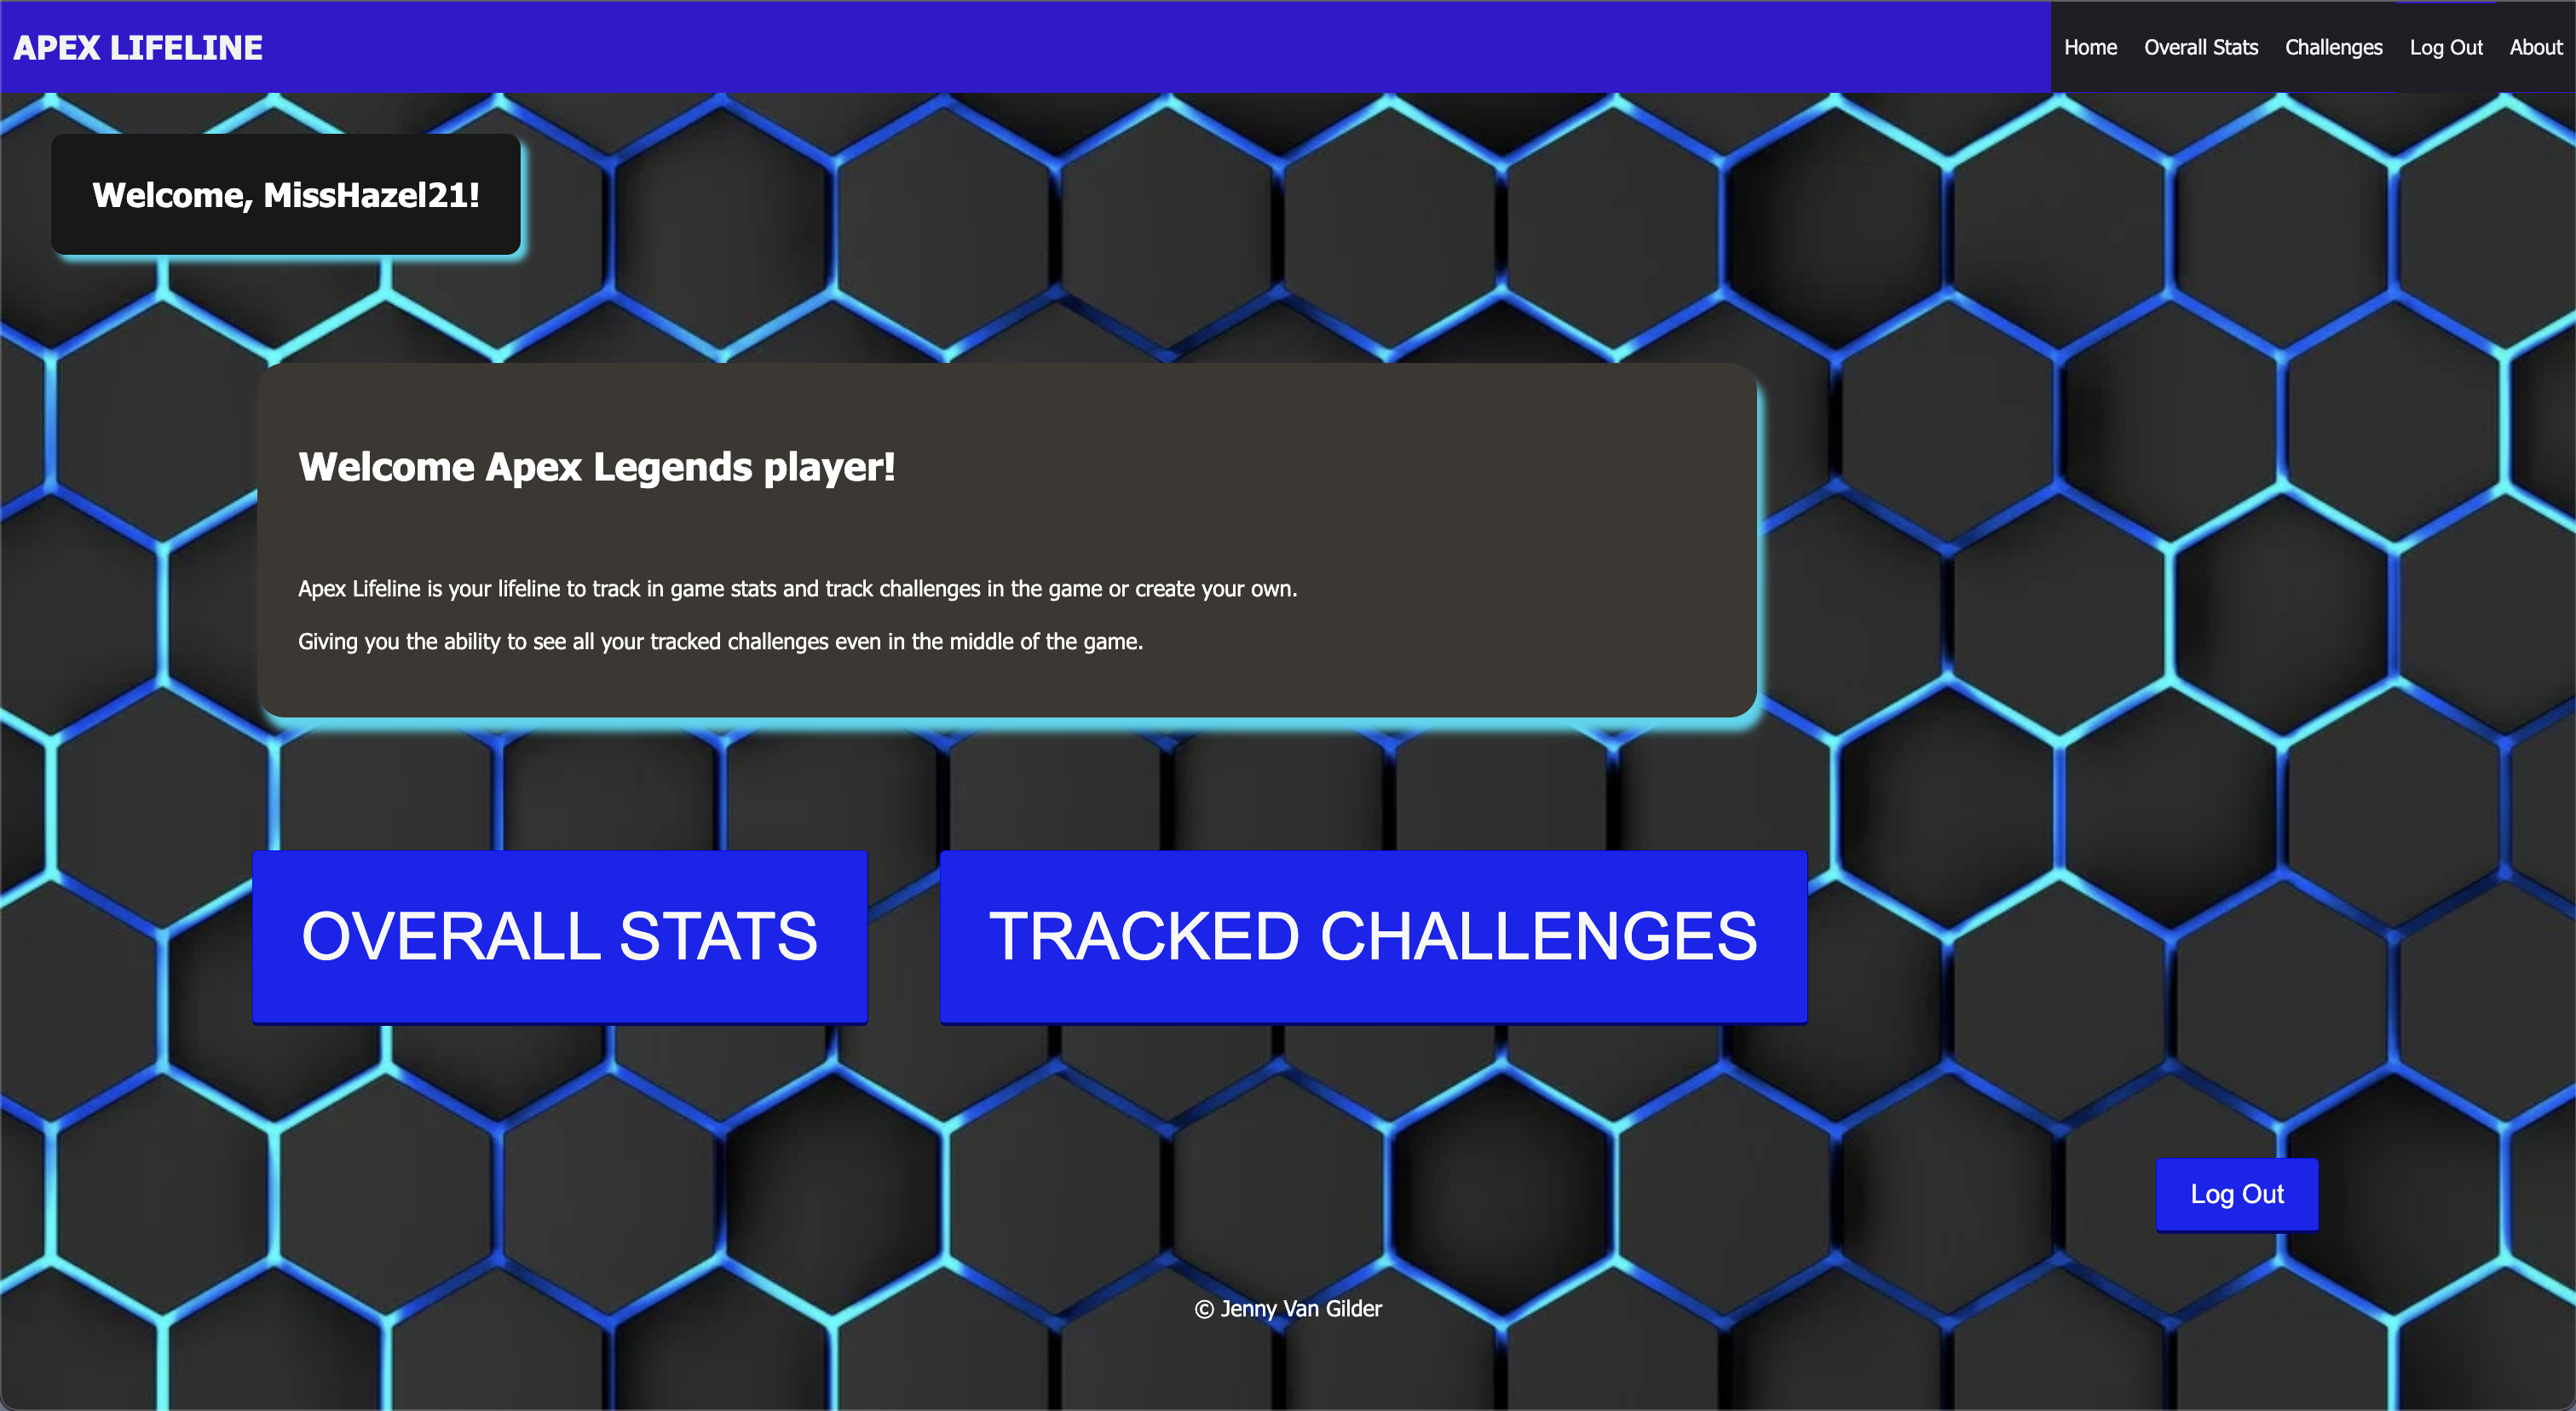 APEX LIFELINE
Home Overall Stats Challenges Log Out About
Welcome, MissHazel21!
Welcome Apex Legends player!
Apex Lifeline is your lifeline to track in game stats and track challenges in the game or create your own.
Giving you the ability to see all your tracked challenges even in the middle of the game.
OVERALL STATS
TRACKED CHALLENGES
Log Out
© Jenny Van Gilder